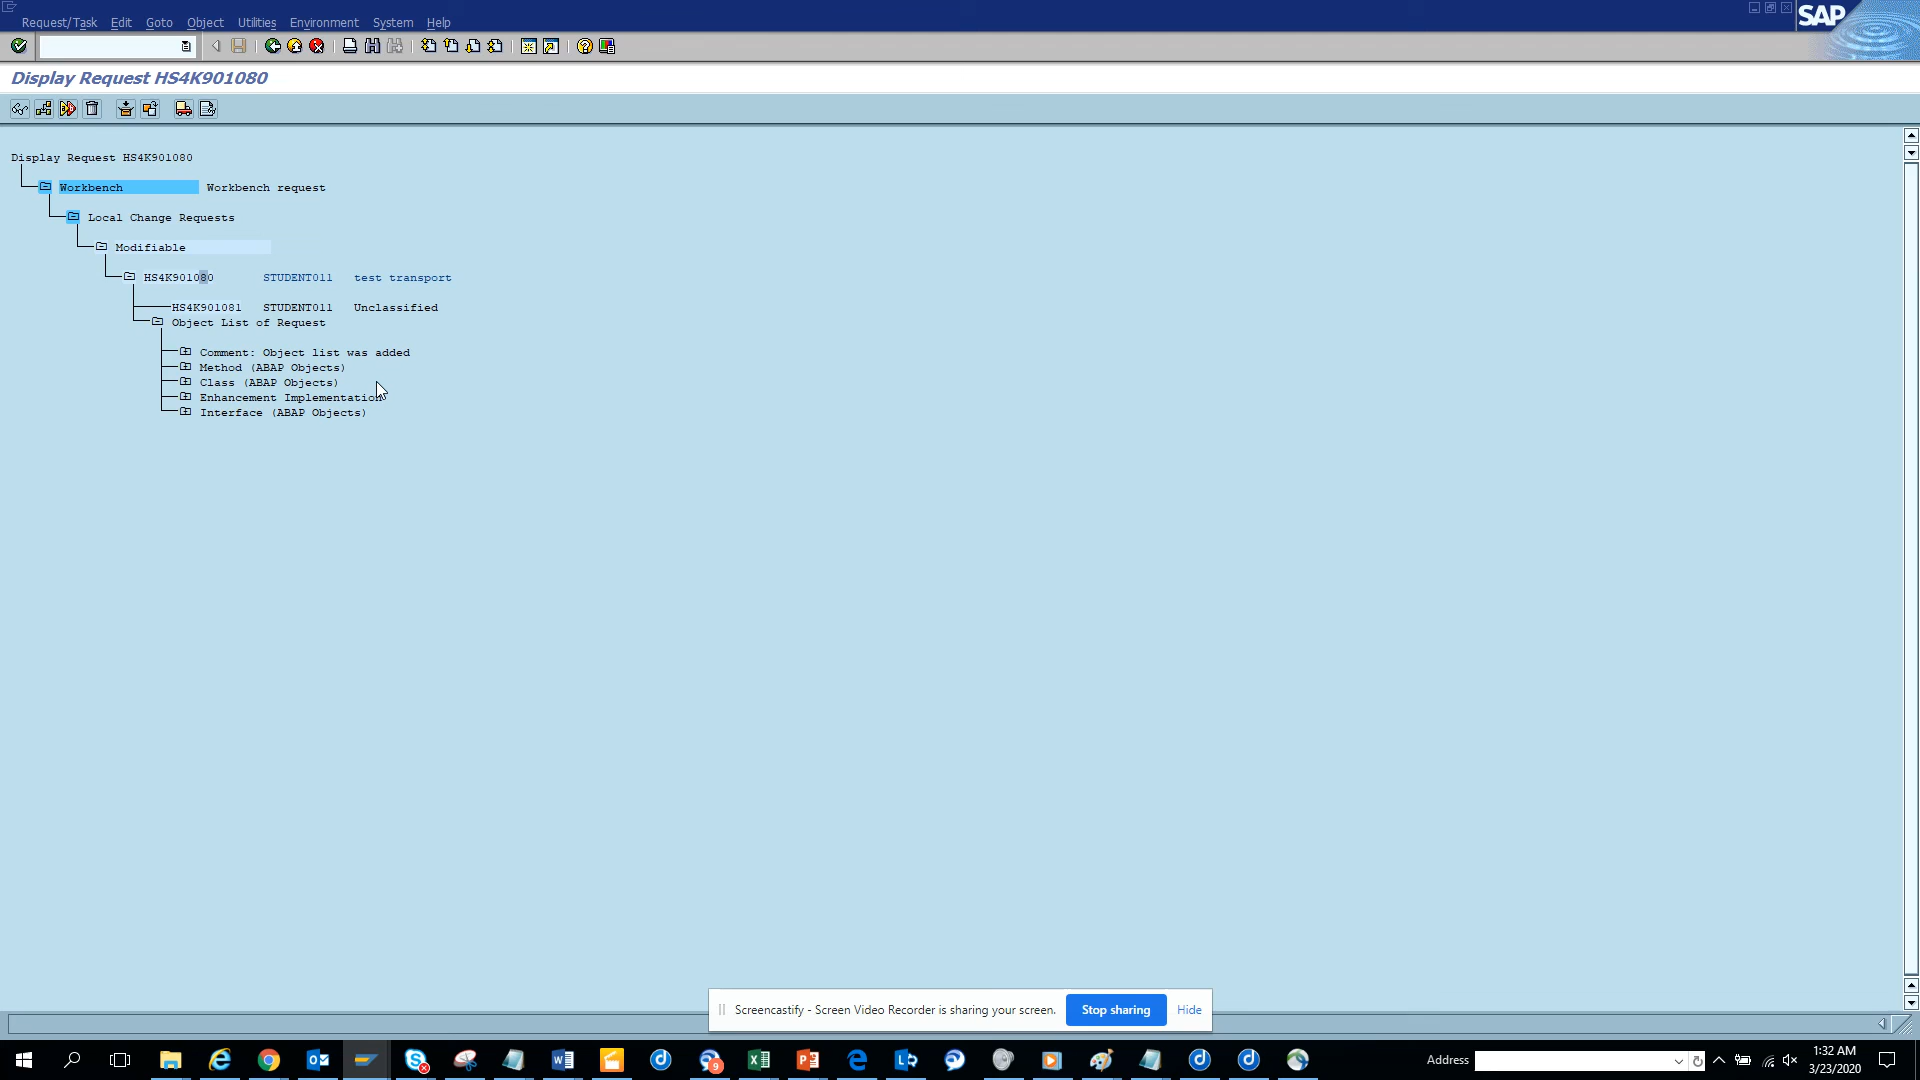 Request/Task Edit Goto Object Utilities Environment System Help
SAP
Display Request HS4K901080
Display Request HS4K901080
Workbench Workbench request
Local Change Requests
Modifiable
HS4K901080 STUDENT011 test transport
HS4K901081 STUDENT011 Unclassified
Object List of Request
Comment: Object list was added
Method (ABAP Objects)
Class (ABAP Objects)
Enhancement Implementation
Interface (ABAP Objects)
Screencastify - Screen Video Recorder is sharing your screen. Stop sharing Hide
Address
9
1:32 AM
3/23/2020